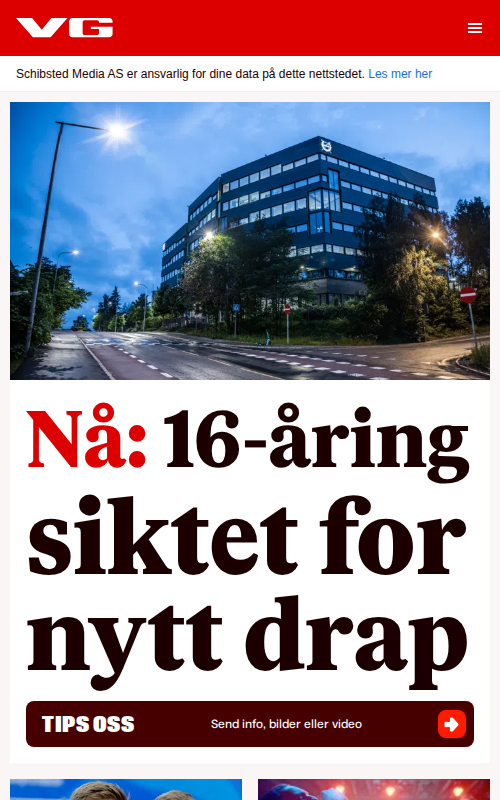 VG
Schibsted Media AS er ansvarlig for dine data på dette nettstedet. Les mer her
Nå: 16-åring
siktet for
nytt drap
TIPS OSS
Send info, bilder eller video